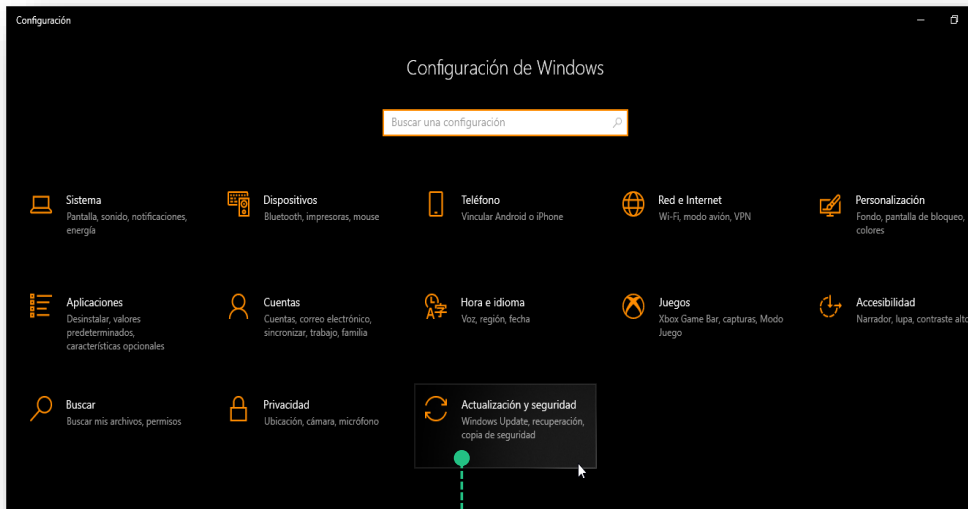 Configuración
Configuración de Windows
Buscar una configuración
Sistema
Pantalla, sonido, notificaciones,
energía
Dispositivos
Bluetooth, impresoras, mouse
Teléfono
Vincular Android o iPhone
Red e Internet
Wi-Fi, modo avión, VPN
Personalización
Fondo, pantalla de bloqueo,
colores
Aplicaciones
Desinstalar, valores
predeterminados,
características opcionales
Cuentas
Cuentas, correo electrónico,
sincronizar, trabajo, familia
Hora e idioma
Voz, región, fecha
Juegos
Xbox Game Bar, capturas, Modo
Juego
Accesibilidad
Narrador, lupa, contraste alto
Buscar
Buscar mis archivos, permisos
Privacidad
Ubicación, cámara, micrófono
Actualización y seguridad
Windows Update, recuperación,
copia de seguridad